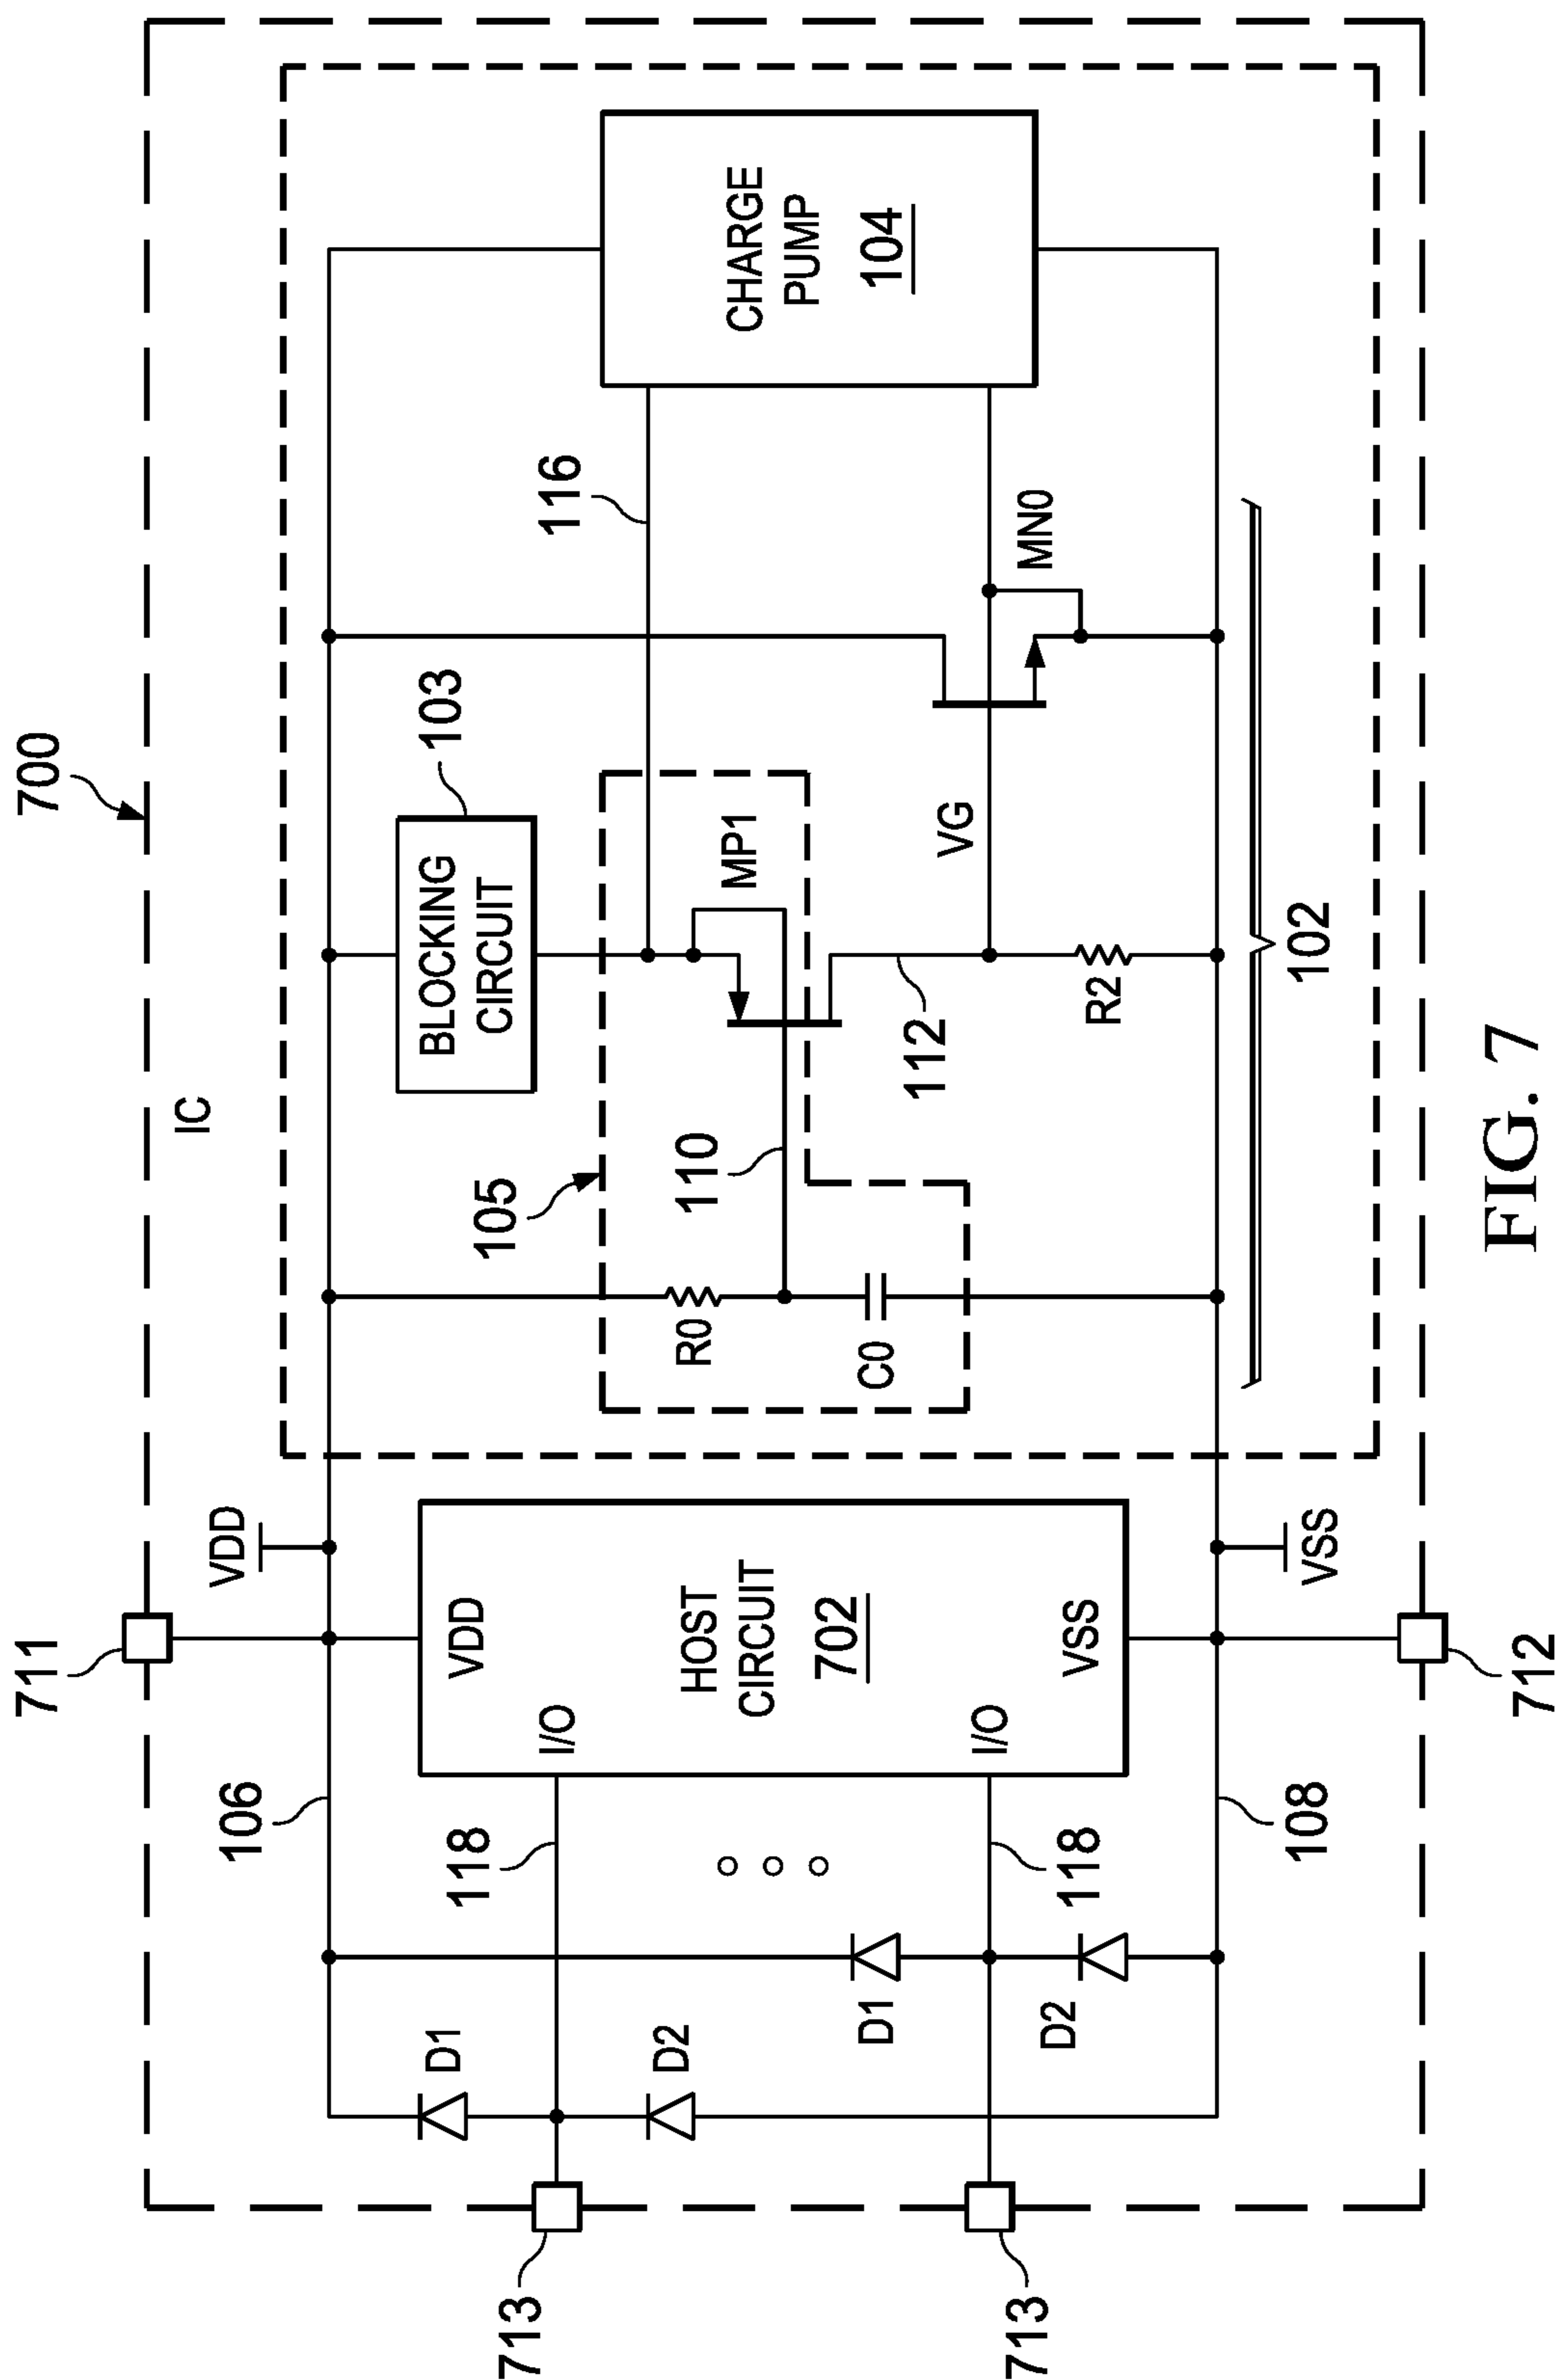 700
711
IC
VDD
106
BLOCKING
CIRCUIT
103
116
105
MP1
110
R0
C0
112
VG
R2
MN0
CHARGE
PUMP
104
102
VDD
HOST
CIRCUIT
702
VSS
I/O
I/O
118
118
D1
D2
D1
D2
713
713
108
VSS
712
FIG. 7